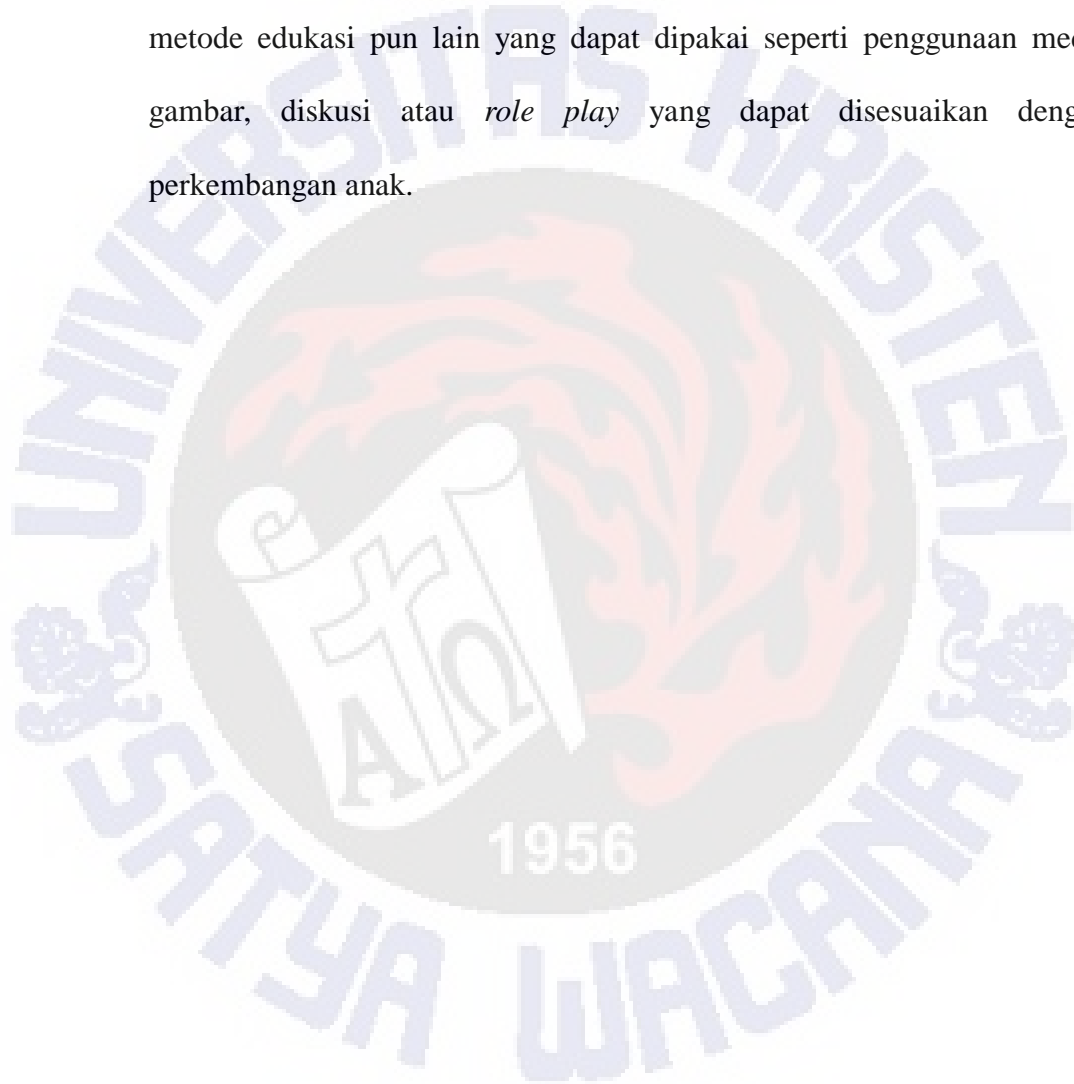 metode edukasi pun lain yang dapat dipakai seperti penggunaan
gambar, diskusi atau role play yang dapat disesuaikan
perkembangan anak.
UNIVERSITAS KRISTEN
A Ω
1956
SATYA WACANA